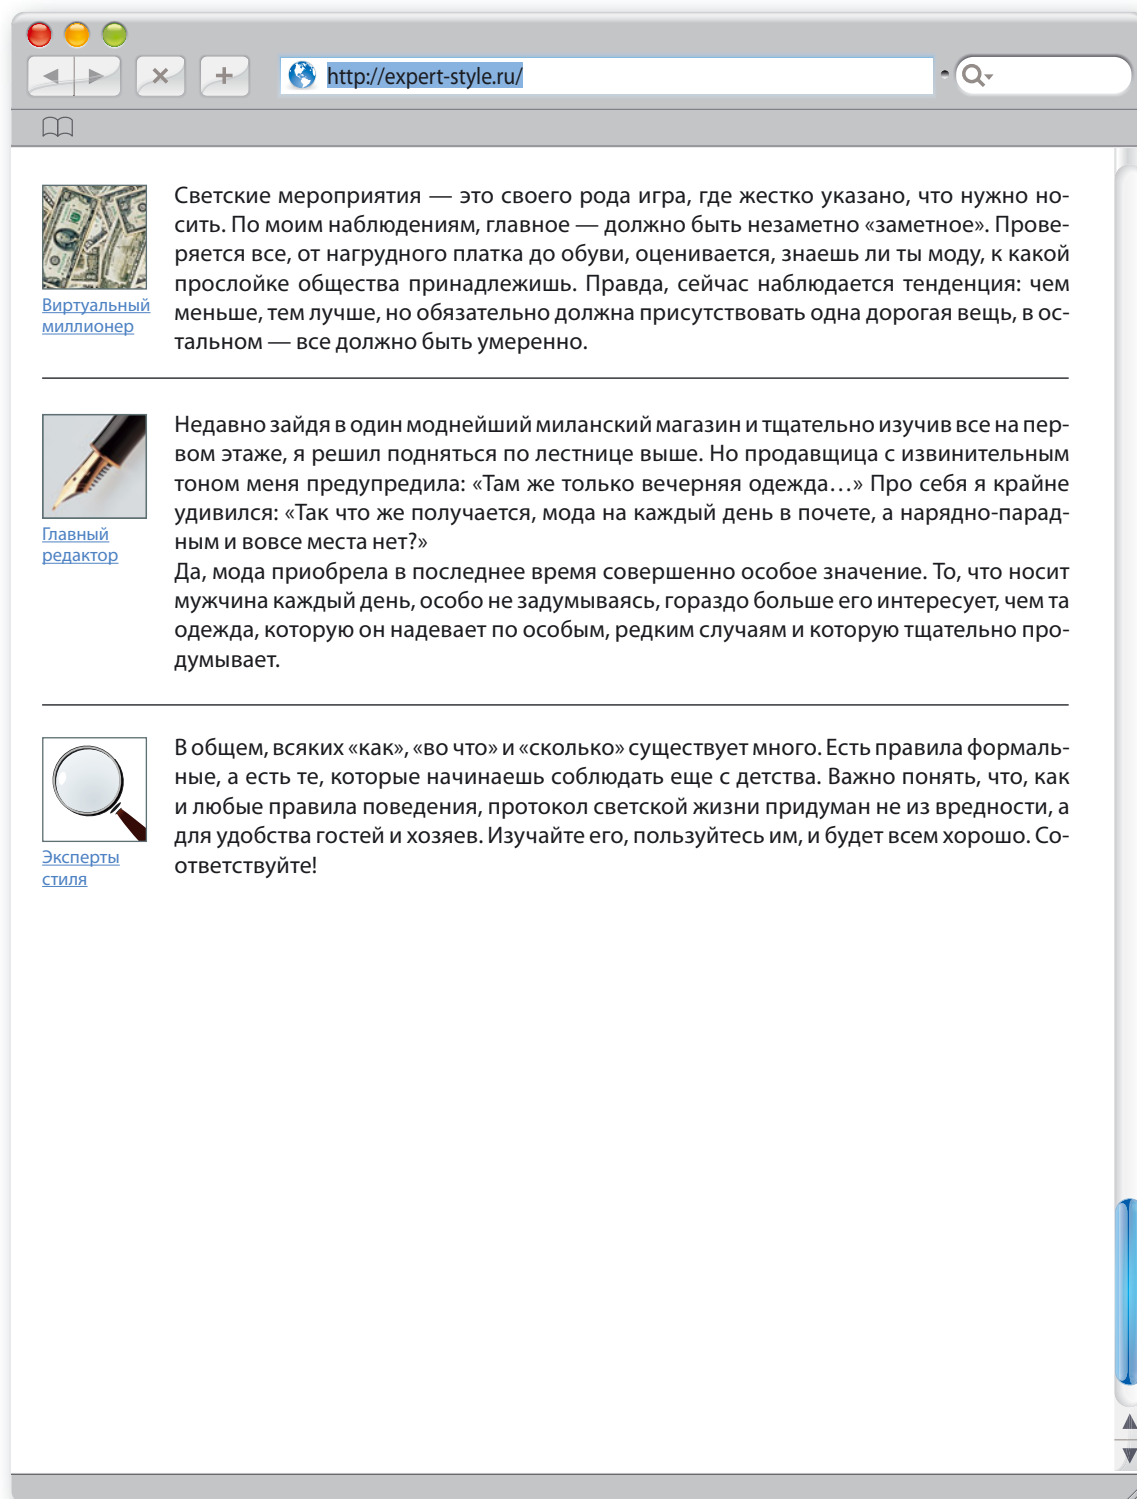 http://expert-style.ru/
Светские мероприятия — это своего рода игра, где жестко указано, что нужно но-
сить. По моим наблюдениям, главное — должно быть незаметно «заметное». Прове-
ряется все, от нагрудного платка до обуви, оценивается, знаешь ли ты моду, к какой
прослойке общества принадлежишь. Правда, сейчас наблюдается тенденция: чем
меньше, тем лучше, но обязательно должна присутствовать одна дорогая вещь, в ос-
тальном — все должно быть умеренно.
Виртуальный
миллионер
Недавно зайдя в один моднейший миланский магазин и тщательно изучив все на пер-
вом этаже, я решил подняться по лестнице выше. Но продавщица с извинительным
тоном меня предупредила: «Там же только вечерняя одежда…» Про себя я крайне
удивился: «Так что же получается, мода на каждый день в почете, а нарядно-парад-
ным и вовсе места нет?»
Да, мода приобрела в последнее время совершенно особое значение. То, что носит
мужчина каждый день, особо не задумываясь, гораздо больше его интересует, чем та
одежда, которую он надевает по особым, редким случаям и которую тщательно про-
думывает.
Главный
редактор
В общем, всяких «как», «во что» и «сколько» существует много. Есть правила формаль-
ные, а есть те, которые начинаешь соблюдать еще с детства. Важно понять, что, как
и любые правила поведения, протокол светской жизни придуман не из вредности, а
для удобства гостей и хозяев. Изучайте его, пользуйтесь им, и будет всем хорошо. Со-
ответствуйте!
Эксперты
стиля